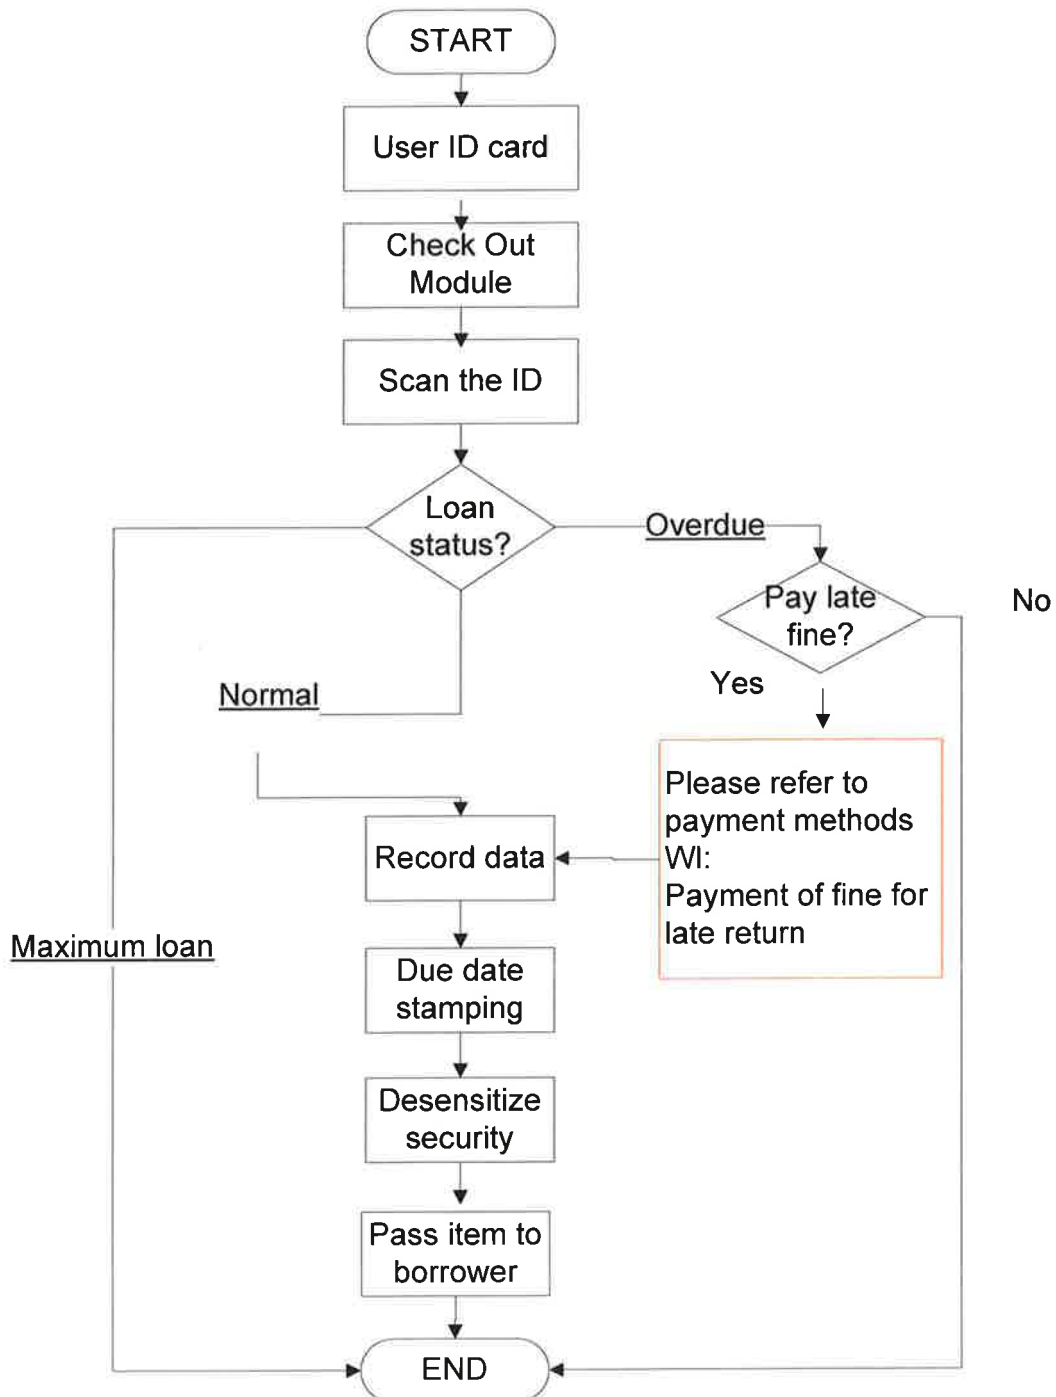 START
User ID card
Check Out
Module
Scan the ID
Loan
status?
Overdue
Pay late
fine?
No
Yes
Normal
Please refer to
payment methods
WI:
Payment of fine for
late return
Record data
Maximum loan
Due date
stamping
Desensitize
security
Pass item to
borrower
END